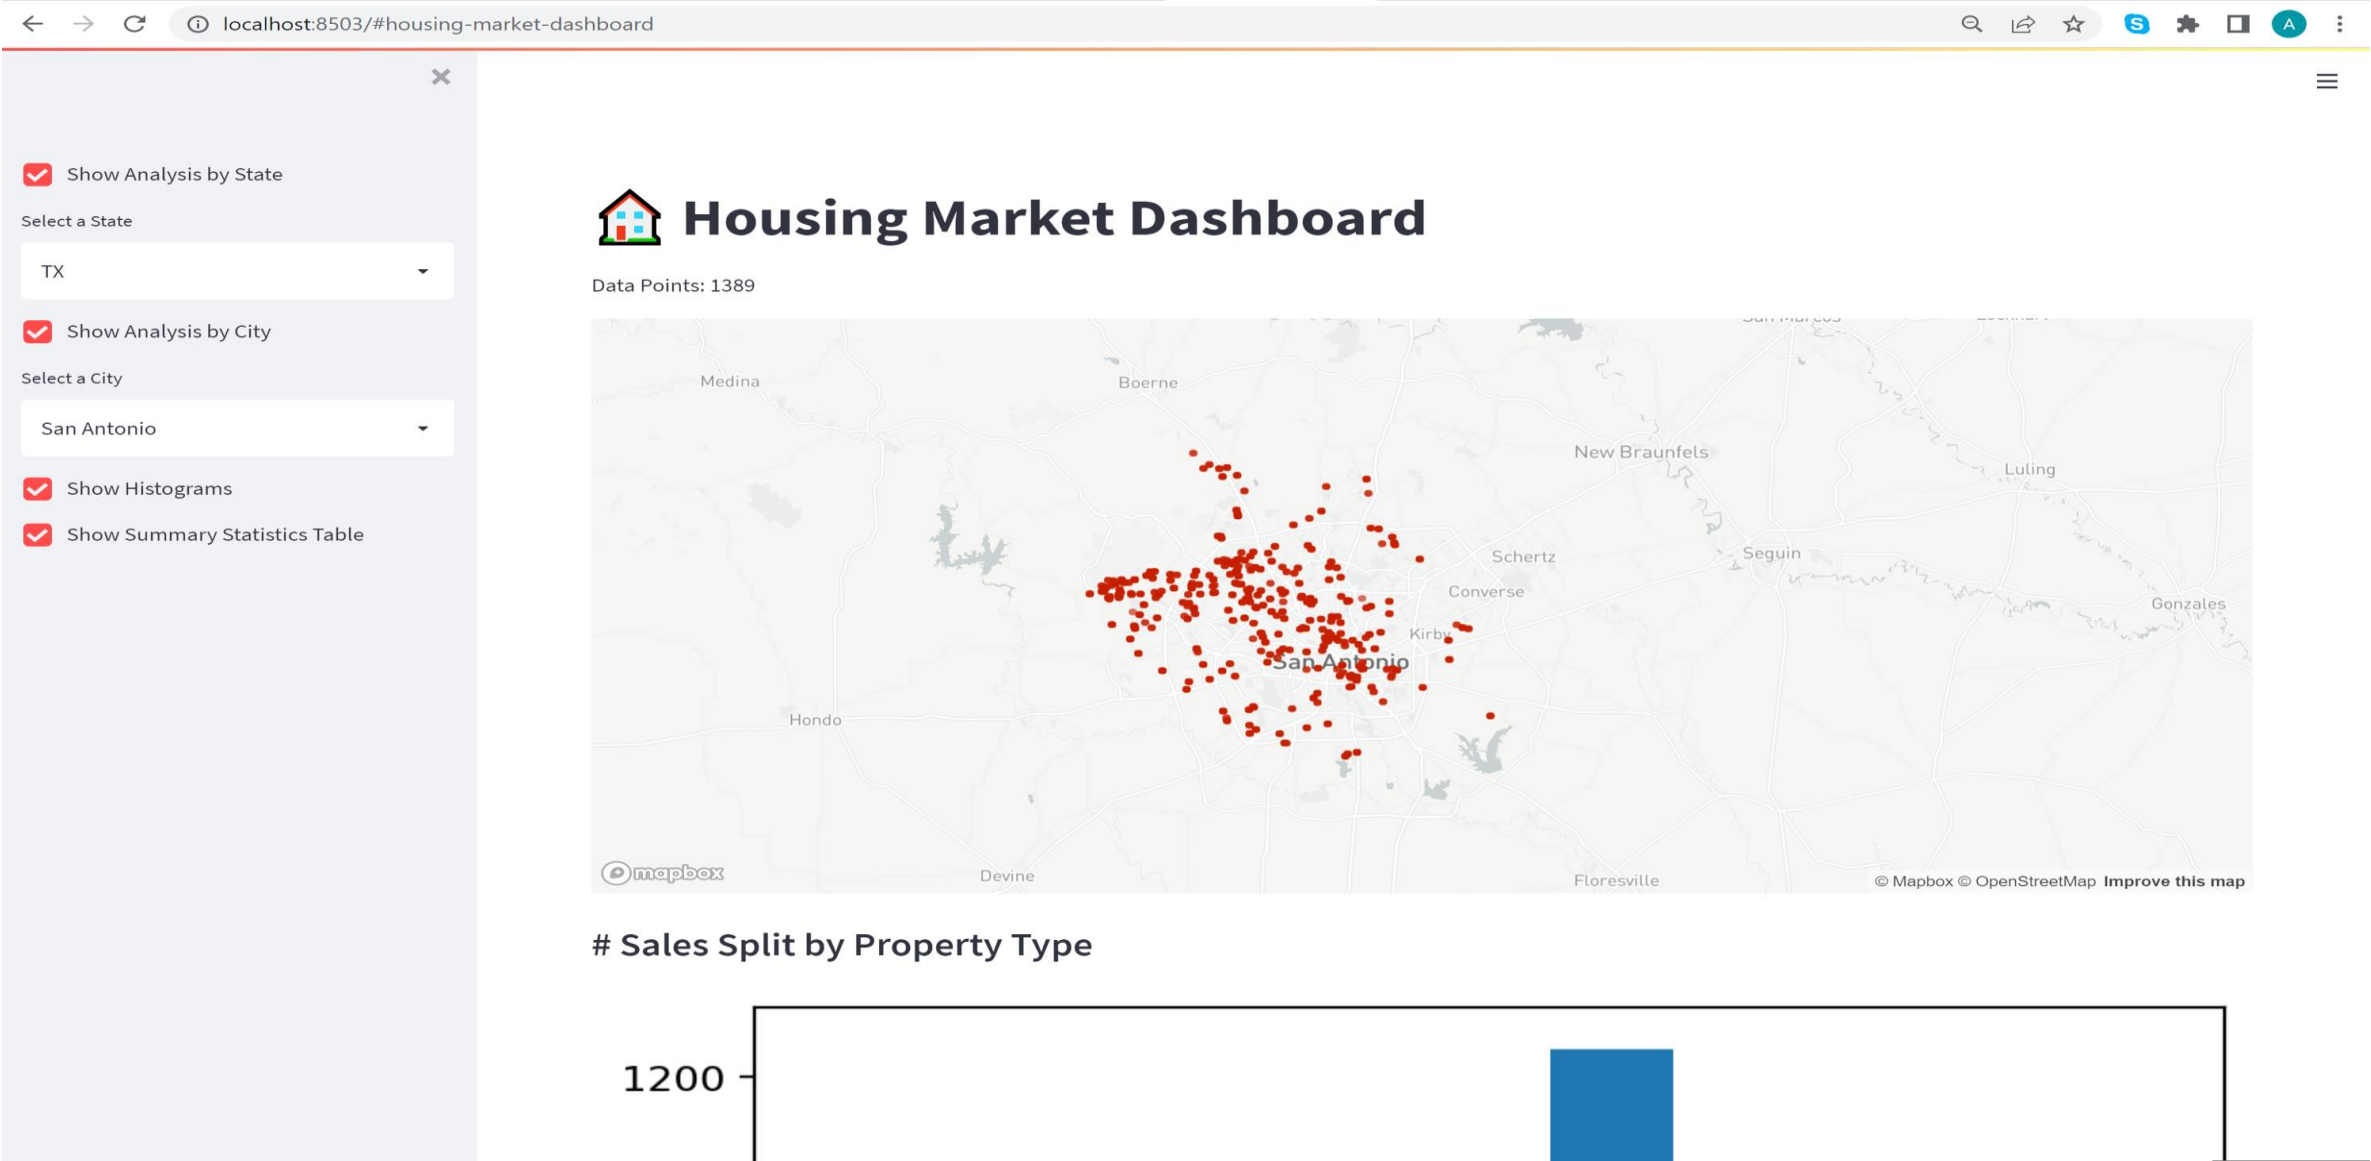 localhost:8503/#housing-market-dashboard
S
A
Show Analysis by State
Select a State
TX
Show Analysis by City
Select a City
San Antonio
Show Histograms
Show Summary Statistics Table
Housing Market Dashboard
Data Points: 1389
Medina
Boerne
New Braunfels
Luling
Schertz
Seguin
Converse
Gonzales
Kirby
San Antonio
Hondo
mapbox
Devine
Floresville
© Mapbox © OpenStreetMap Improve this map
# Sales Split by Property Type
1200